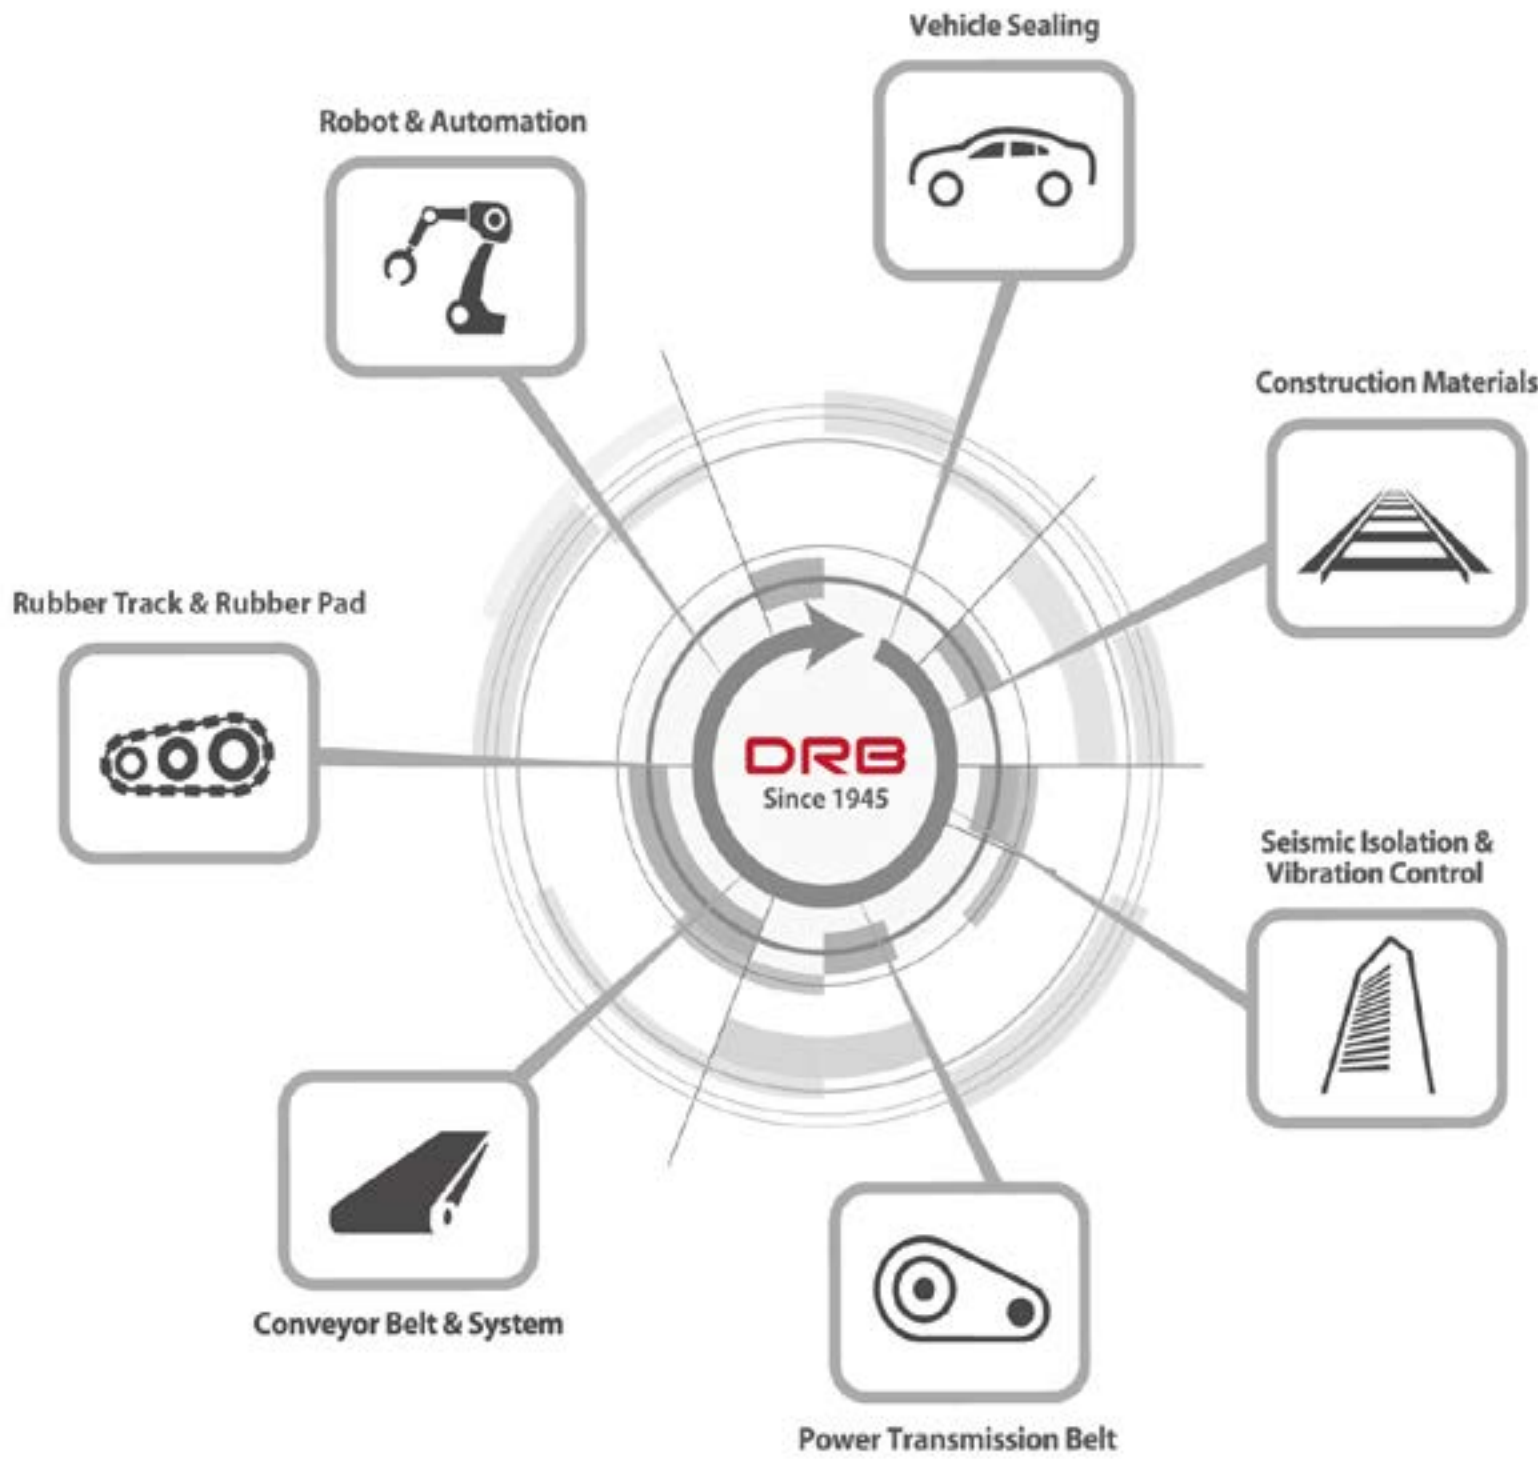 Vehicle Sealing
Robot & Automation
Construction Materials
Rubber Track & Rubber Pad
DRB
Since 1945
Seismic Isolation &
Vibration Control
Conveyor Belt & System
Power Transmission Belt